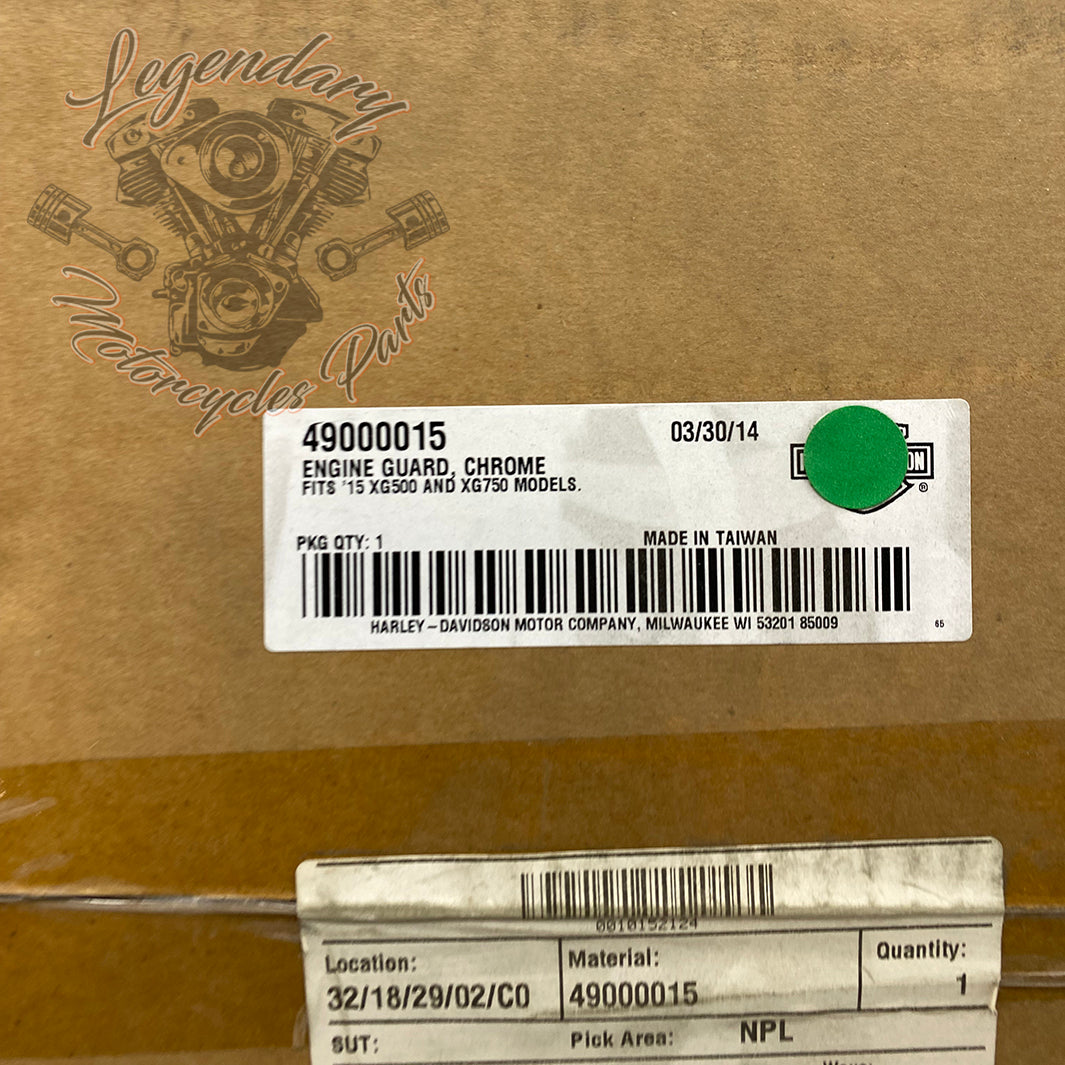 Legendary
Motorcycles Parts
49000015
03/30/14
ENGINE GUARD, CHROME
FITS '15 XG500 AND XG750 MODELS.
ON
®
PKG QTY: 1
MADE IN TAIWAN
HARLEY-DAVIDSON MOTOR COMPANY, MILWAUKEE WI 53201 85009
65
0010152124
Location:
Material:
Quantity:
32/18/29/02/C0
49000015
1
SUT:
Pick Area:
NPL